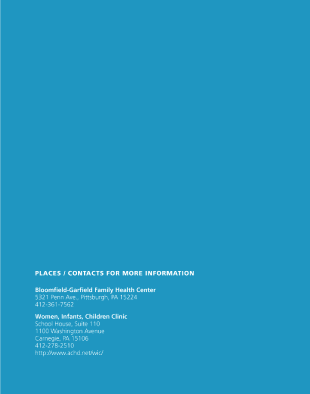 PLACES / CONTACTS FOR MORE INFORMATION
Bloomfield-Garfield Family Health Center
5321 Penn Ave., Pittsburgh, PA 15224
412-361-7562
Women, Infants, Children Clinic
School House, Suite 110
1100 Washington Avenue
Carnegie, PA 15106
412-278-2510
http://www.achd.net/wic/